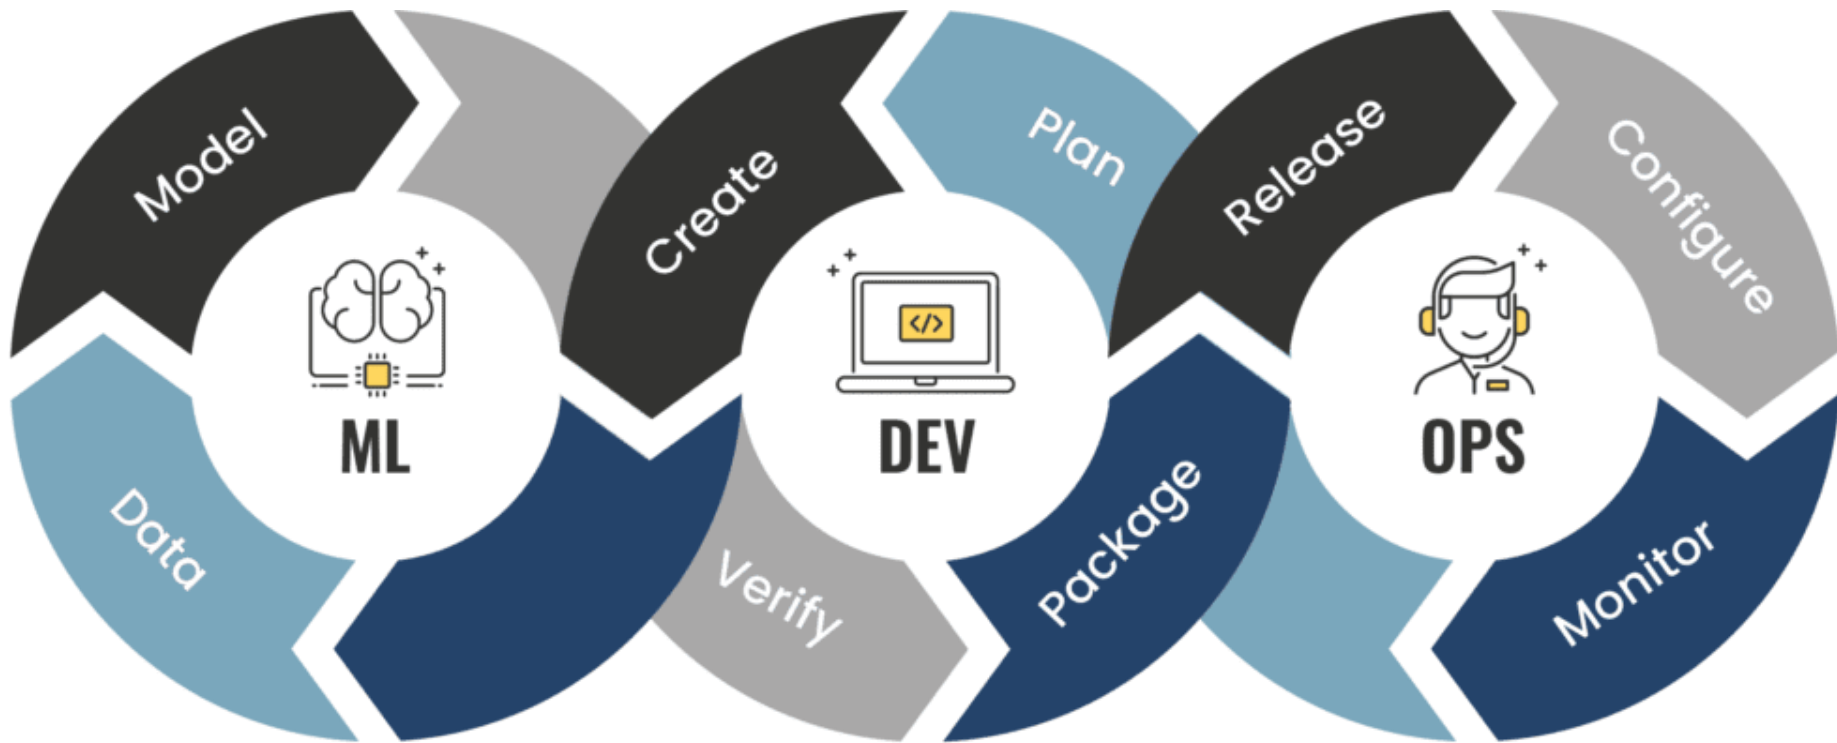 Model
Create
Plan
Release
Configure
</>
ML
DEV
OPS
Data
Verify
Package
Monitor